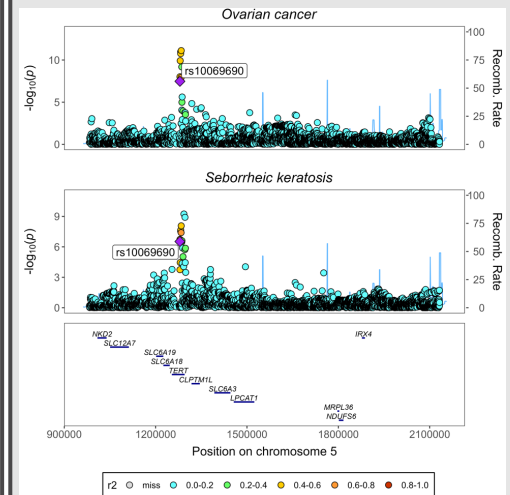 Ovarian cancer
-log10(p)
10
5
0
rs10069690
100
75
50
25
0
Recomb. Rate
Seborrheic keratosis
-log10(p)
9
6
3
0
rs10069690
100
75
50
25
0
Recomb. Rate
NKD2
IRX4
SLC12A7
SLC6A19
SLC6A18
TERT
CLPTM1L
SLC6A3
LPCAT1
MRPL36
NDUFS6
900000 1200000 1500000 1800000 2100000
Position on chromosome 5
r2 miss 0.0-0.2 0.2-0.4 0.4-0.6 0.6-0.8 0.8-1.0